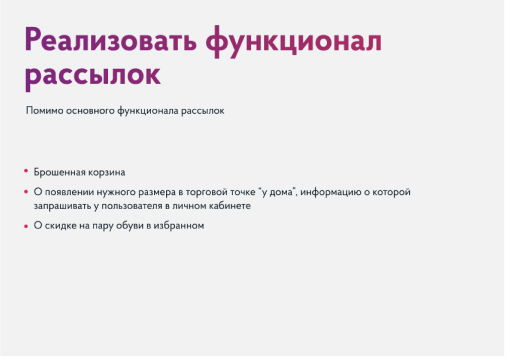 Реализовать функционал
рассылок
Помимо основного функционала рассылок
• Брошенная корзина
• О появлении нужного размера в торговой точке “у дома”, информацию о которой
запрашивать у пользователя в личном кабинете
• О скидке на пару обуви в избранном